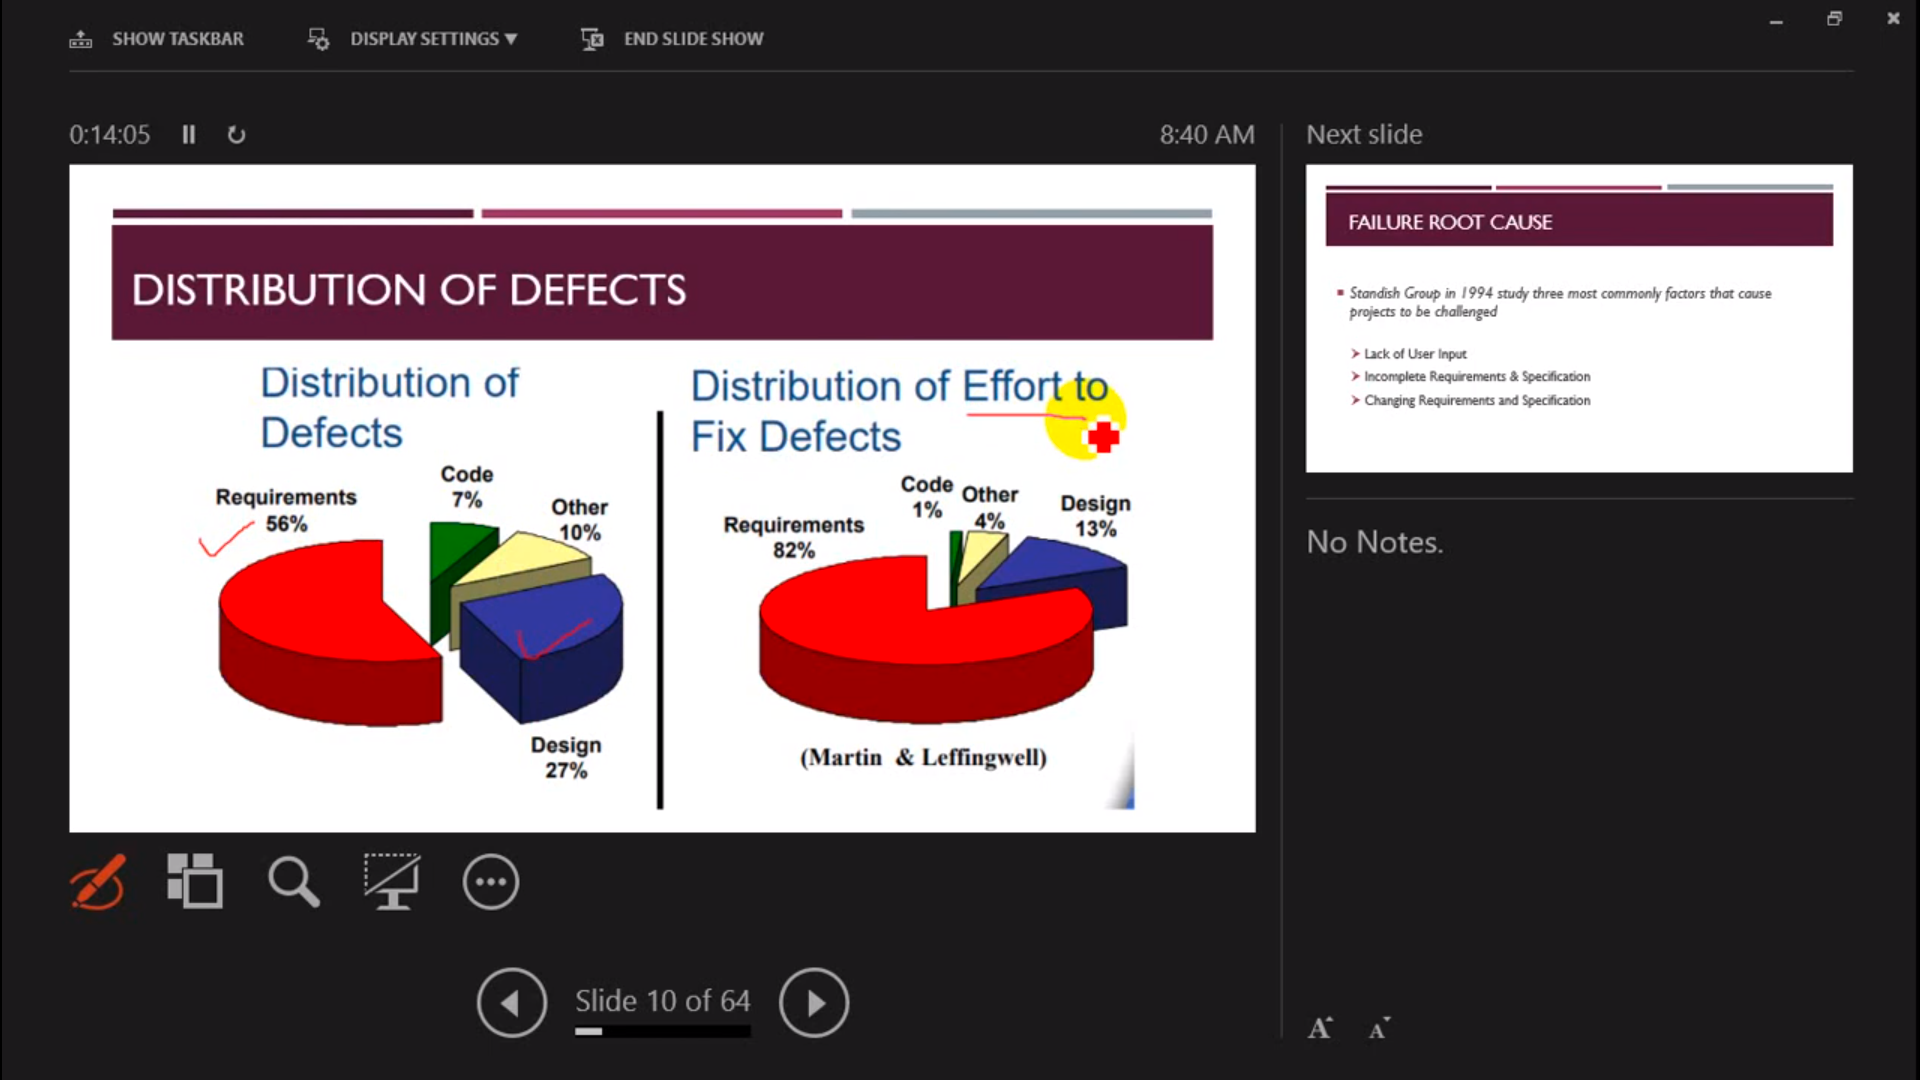 SHOW TASKBAR
DISPLAY SETTINGS ▼
END SLIDE SHOW
0:14:05
8:40 AM
DISTRIBUTION OF DEFECTS
Distribution of
Defects
Requirements
56%
Code
7%
Other
10%
Design
27%
Distribution of Effort to
Fix Defects
Requirements
82%
Code
1%
Other
4%
Design
13%
(Martin & Leffingwell)
Slide 10 of 64
Next slide
FAILURE ROOT CAUSE
Standish Group in 1994 study three most commonly factors that cause
projects to be challenged
Lack of User Input
Incomplete Requirements & Specification
Changing Requirements and Specification
No Notes.
A A